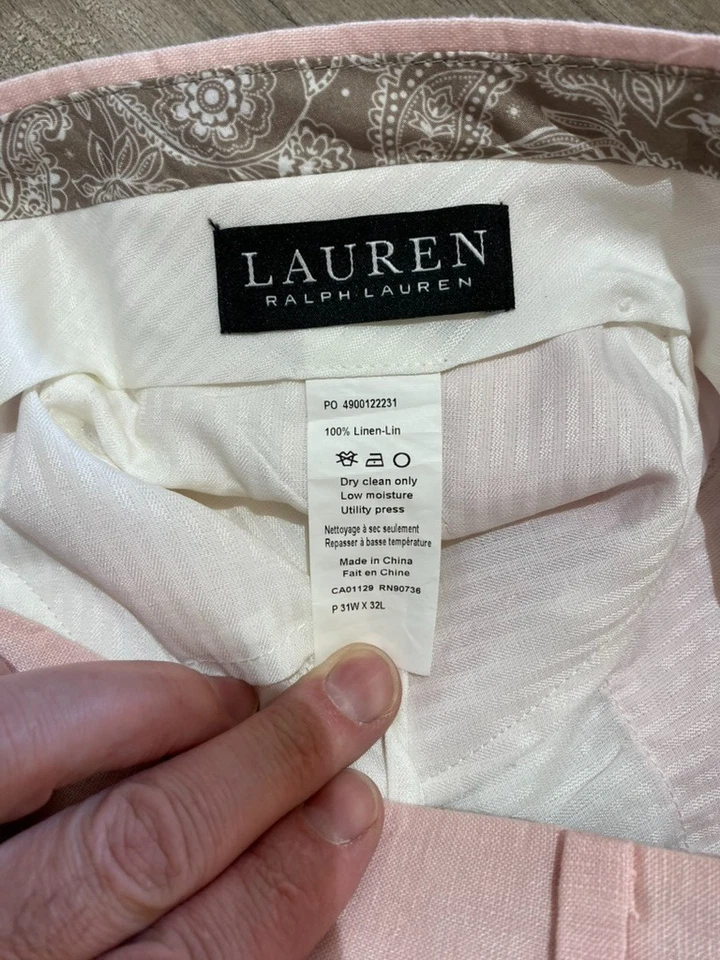 LAUREN
RALPH LAUREN
PO 4900122231
100% Linen-Lin
Dry clean only
Low moisture
Utility press
Nettoyage à sec seulement
Repasser à basse température
Made in China
Fait en Chine
CA01129 RN90736
P 31W X 32L